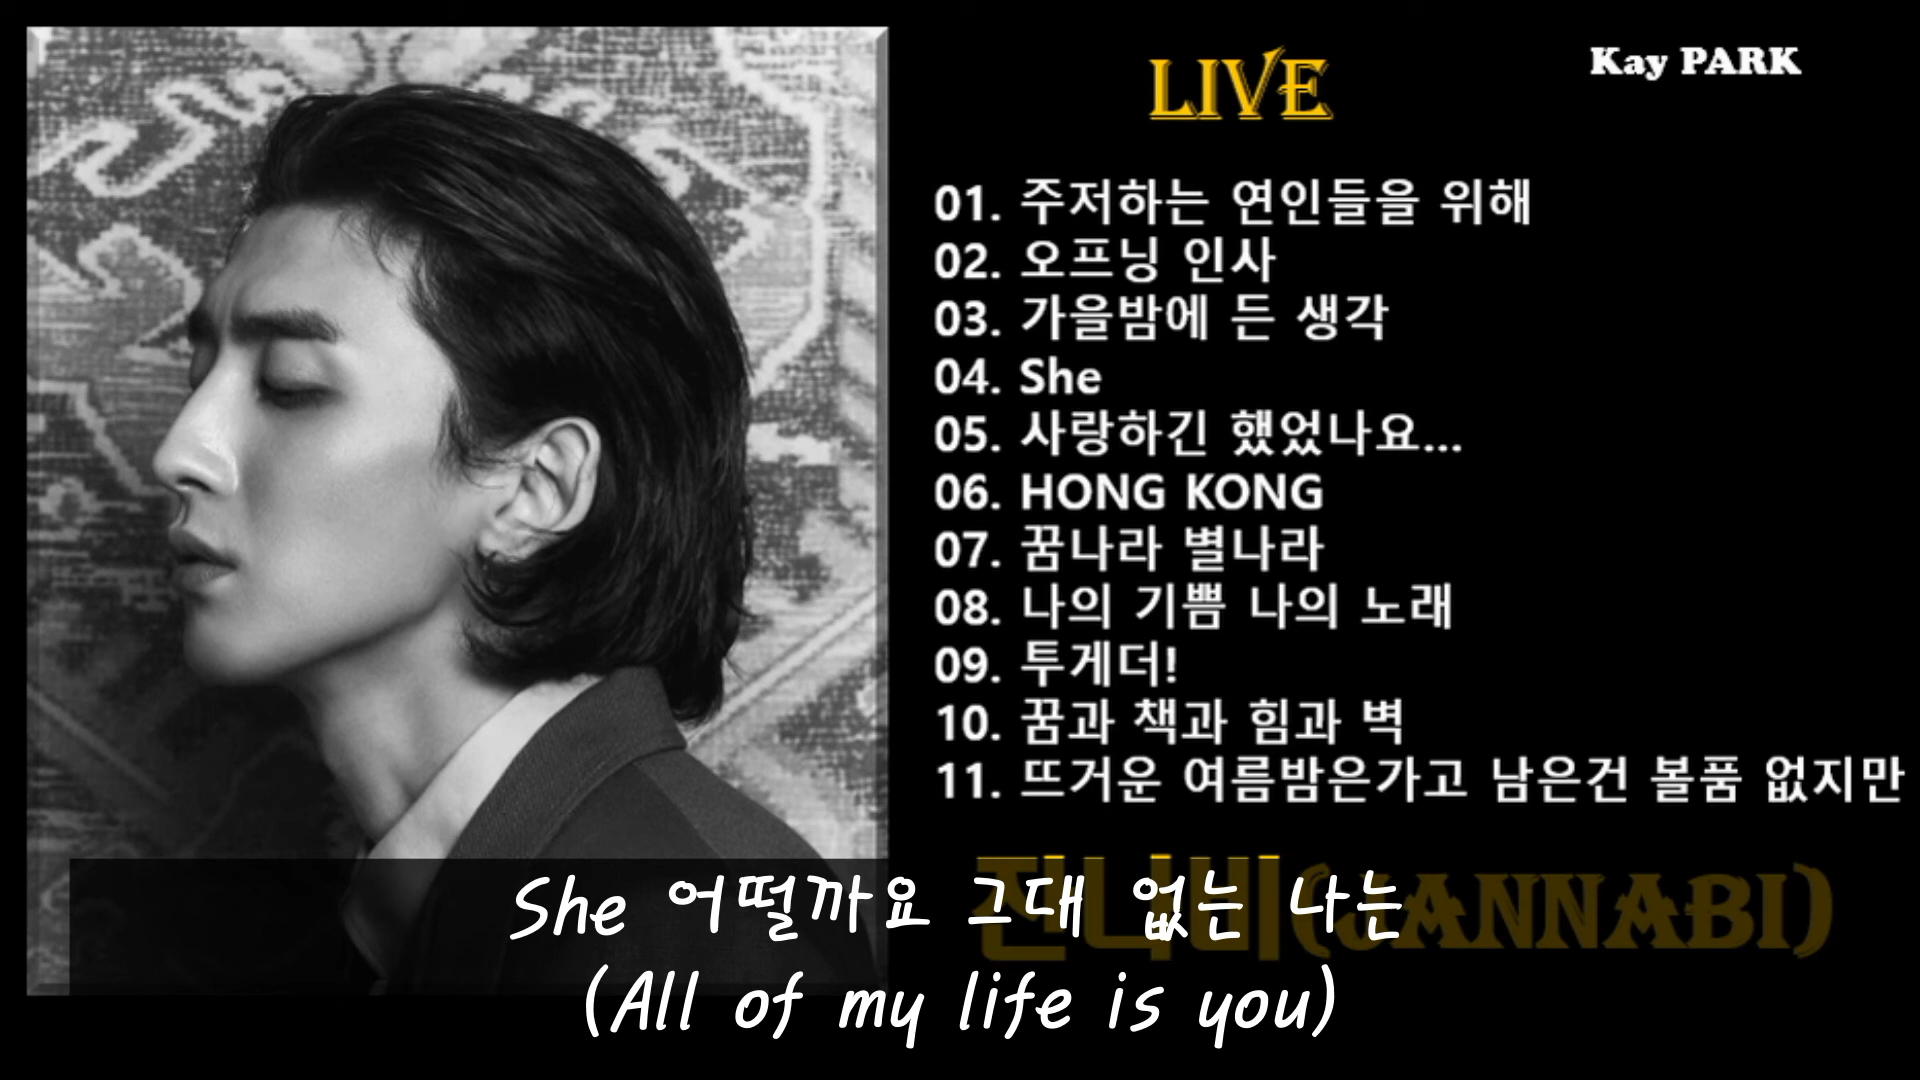 LIVE
Kay PARK
01. 주저하는 연인들을 위해
02. 오프닝 인사
03. 가을밤에 든 생각
04. She
05. 사랑하긴 했었나요...
06. HONG KONG
07. 꿈나라 별나라
08. 나의 기쁨 나의 노래
09. 투게더!
10. 꿈과 책과 힘과 벽
11. 뜨거운 여름밤은가고 남은건 볼품 없지만
잔나비(JANNABI)
She 어떨까요 그대 없는 나는
(All of my life is you)